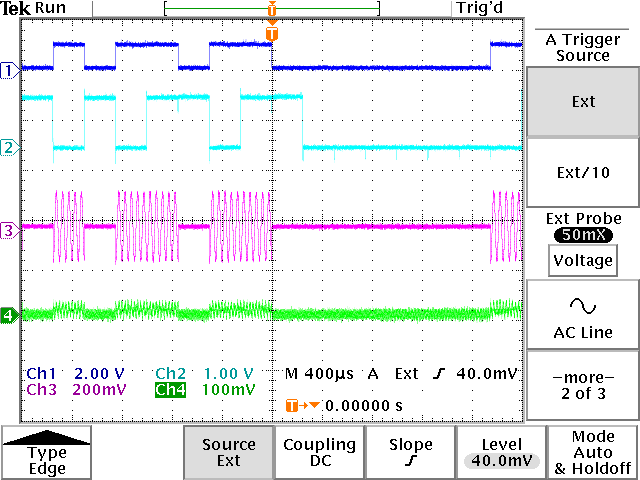 Tek Run Trig'd
T
T
A Trigger
Source
Ext
Ext/10
Ext Probe
50mX
Voltage
AC Line
-more-
2 of 3
1
2
3
4
Ch1 2.00 V Ch2 1.00 V M 400µs A Ext 40.0mV
Ch3 200mV Ch4 100mV
T 0.00000 s
Type
Edge
Source
Ext
Coupling
DC
Slope
Level
40.0mV
Mode
Auto
& Holdoff